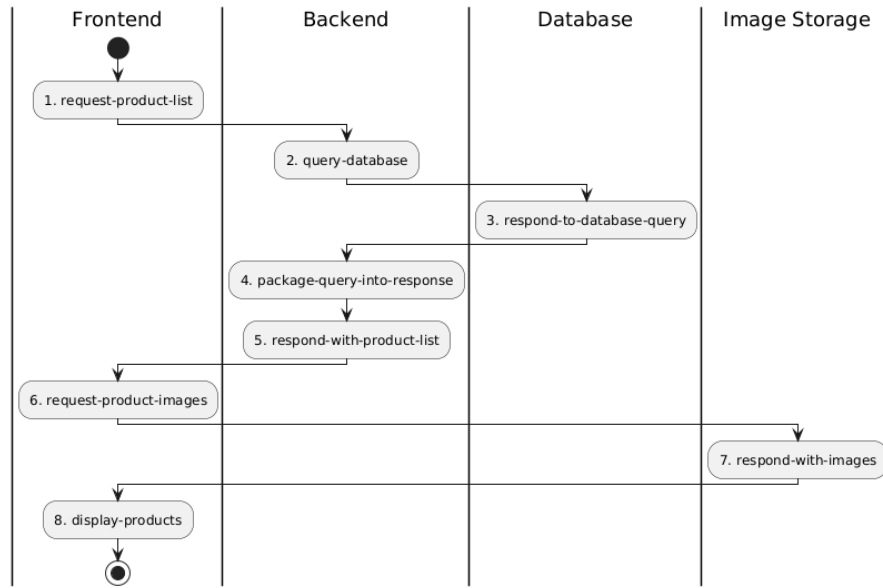 Frontend
Backend
Database
Image Storage
1. request-product-list
2. query-database
3. respond-to-database-query
4. package-query-into-response
5. respond-with-product-list
6. request-product-images
7. respond-with-images
8. display-products